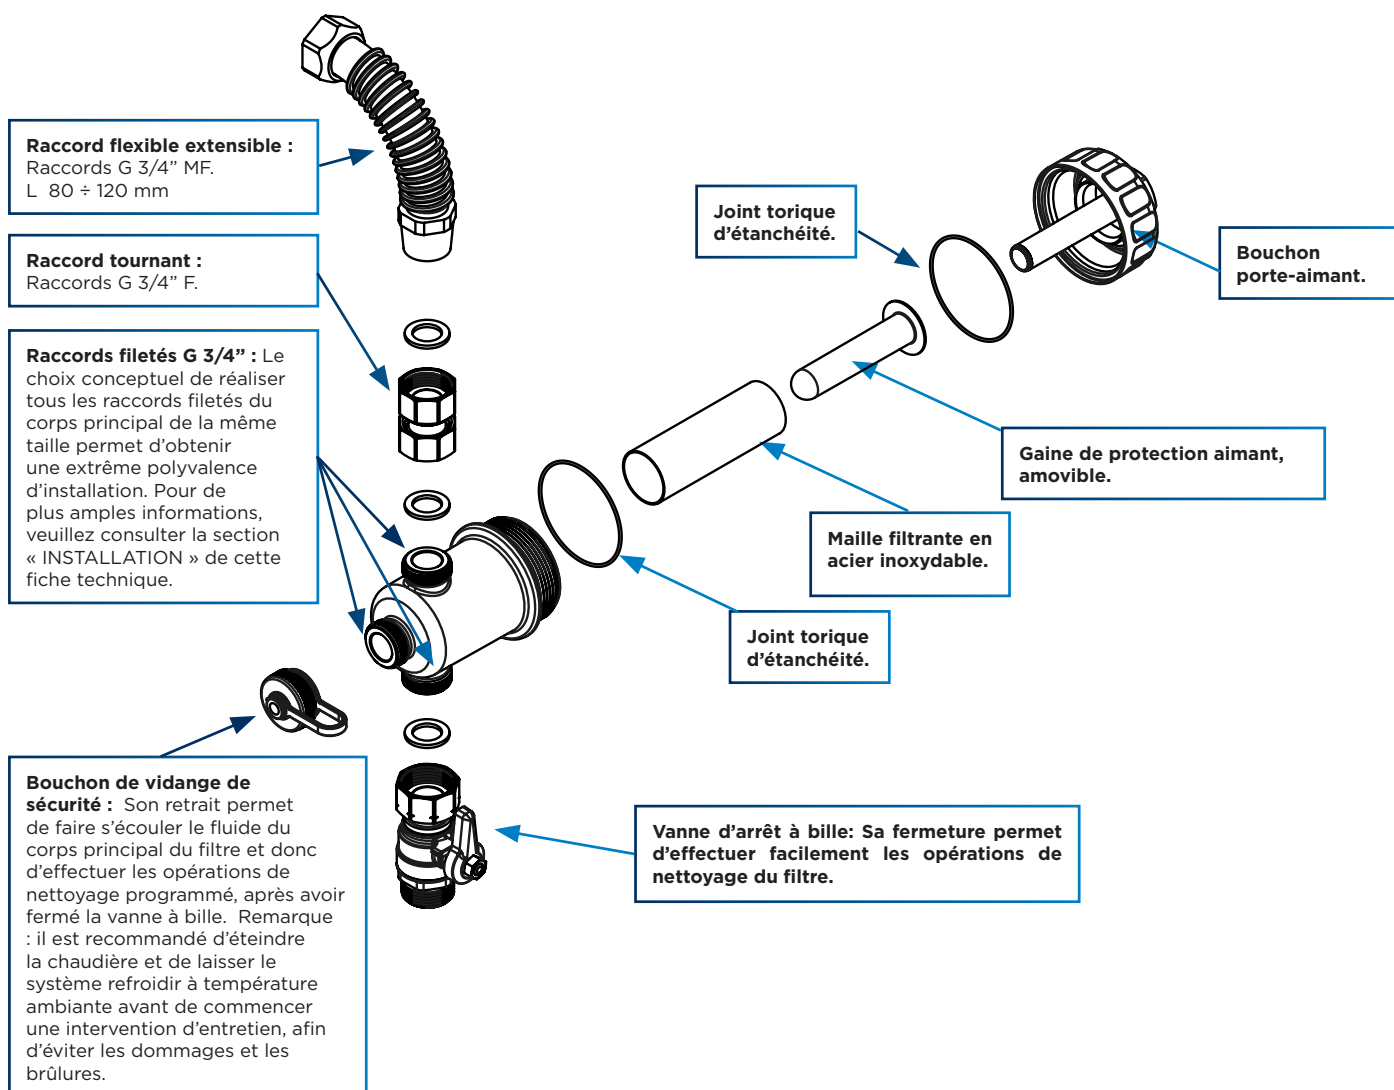 Raccord flexible extensible :
Raccords G 3/4” MF.
L 80 ÷ 120 mm
Raccord tournant :
Raccords G 3/4” F.
Raccords filetés G 3/4” : Le
choix conceptuel de réaliser
tous les raccords filetés du
corps principal de la même
taille permet d’obtenir
une extrême polyvalence
d’installation. Pour de
plus amples informations,
veuillez consulter la section
« INSTALLATION » de cette
fiche technique.
Bouchon de vidange de
sécurité : Son retrait permet
de faire s’écouler le fluide du
corps principal du filtre et donc
d’effectuer les opérations de
nettoyage programmé, après avoir
fermé la vanne à bille. Remarque
: il est recommandé d’éteindre
la chaudière et de laisser le
système refroidir à température
ambiante avant de commencer
une intervention d’entretien, afin
d’éviter les dommages et les
brûlures.
Joint torique
d’étanchéité.
Bouchon
porte-aimant.
Gaine de protection aimant,
amovible.
Maille filtrante en
acier inoxydable.
Joint torique
d’étanchéité.
Vanne d’arrêt à bille: Sa fermeture permet
d’effectuer facilement les opérations de
nettoyage du filtre.